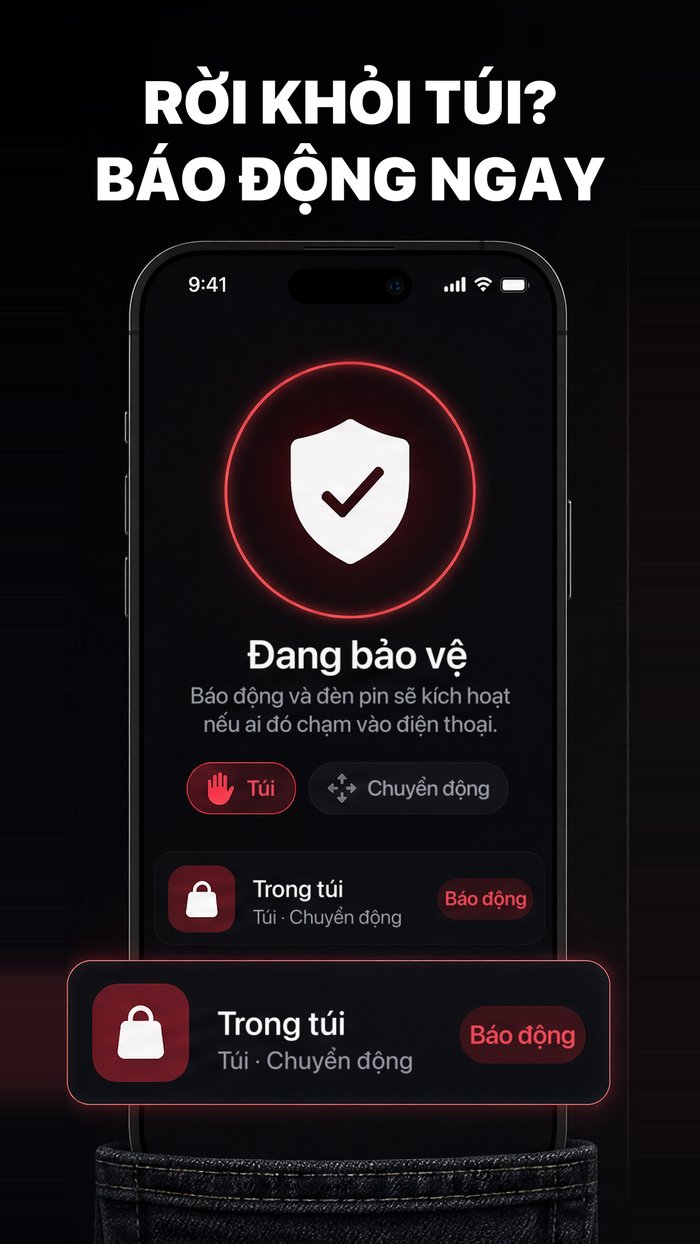 RỜI KHỎI TÚI?
BÁO ĐỘNG NGAY
9:41
Đang bảo vệ
Báo động và đèn pin sẽ kích hoạt
nếu ai đó chạm vào điện thoại.
Túi
Chuyển động
Trong túi
Báo động
Túi · Chuyển động
Trong túi
Báo động
Túi · Chuyển động